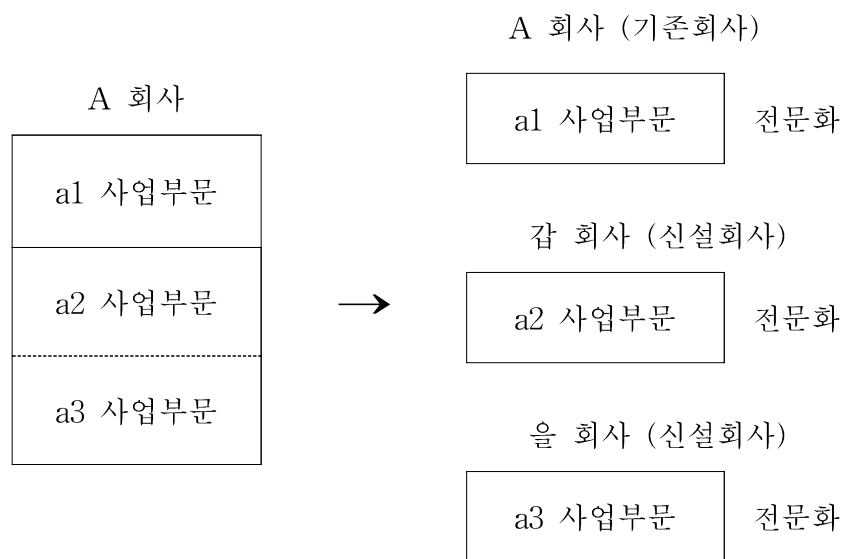 A 회사
a1 사업부문
a2 사업부문
a3 사업부문
→
A 회사 (기존회사)
a1 사업부문 전문화
갑 회사 (신설회사)
a2 사업부문 전문화
을 회사 (신설회사)
a3 사업부문 전문화